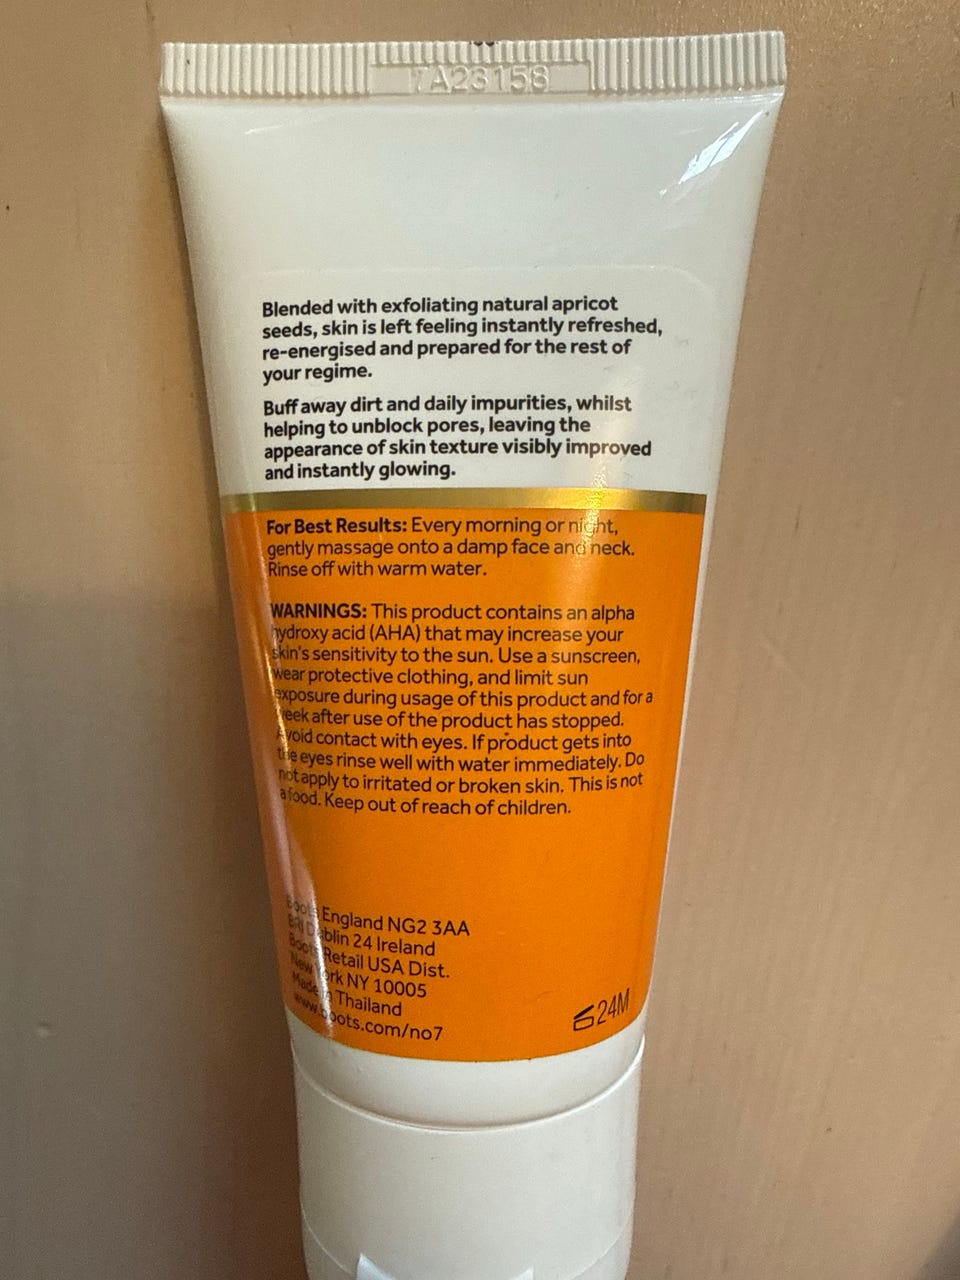 7A23158
Blended with exfoliating natural apricot
seeds, skin is left feeling instantly refreshed,
re-energised and prepared for the rest of
your regime.
Buff away dirt and daily impurities, whilst
helping to unblock pores, leaving the
appearance of skin texture visibly improved
and instantly glowing.
For Best Results: Every morning or night,
gently massage onto a damp face and neck.
Rinse off with warm water.
WARNINGS: This product contains an alpha
hydroxy acid (AHA) that may increase your
skin's sensitivity to the sun. Use a sunscreen,
wear protective clothing, and limit sun
exposure during usage of this product and for a
week after use of the product has stopped.
Avoid contact with eyes. If product gets into
the eyes rinse well with water immediately. Do
not apply to irritated or broken skin. This is not
a food. Keep out of reach of children.
Boots England NG2 3AA
BRI Dublin 24 Ireland
Boots Retail USA Dist.
New York NY 10005
Made in Thailand
www.boots.com/no7
24M